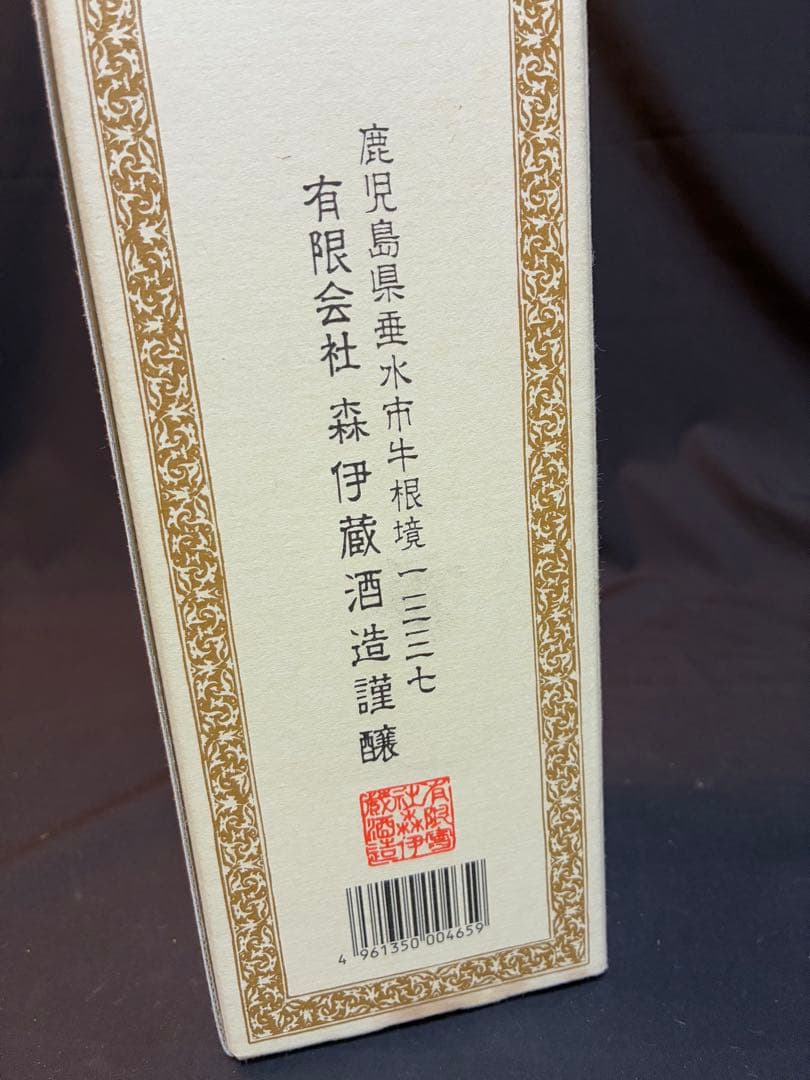 鹿児島県垂水市牛根境一二三七
有限会社 森伊蔵酒造謹醸
有限會
社森伊
蔵酒造
4 961350 004659